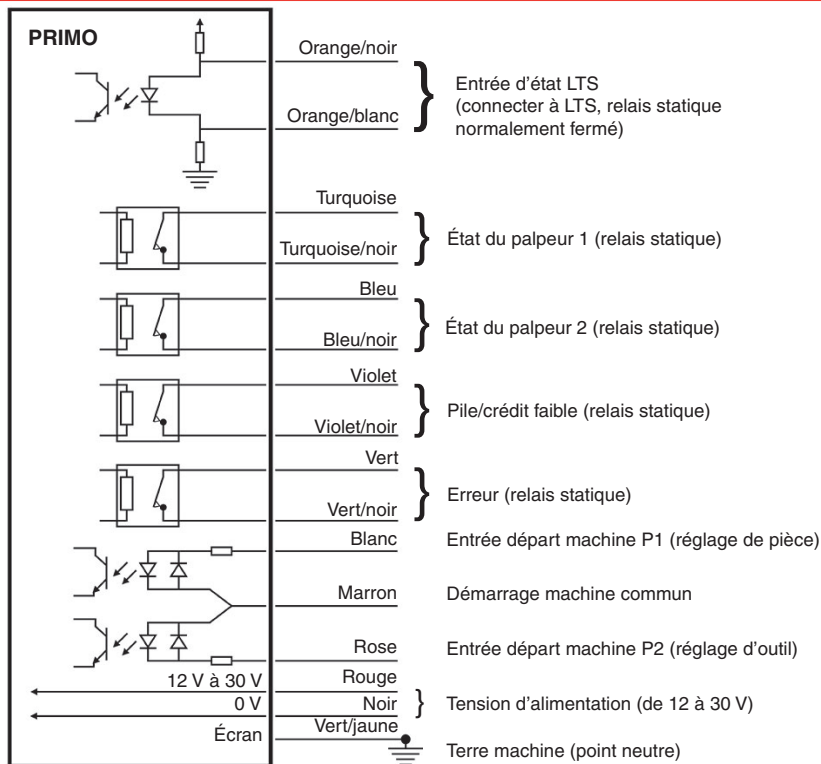 PRIMO
Orange/noir
Orange/blanc
Entrée d'état LTS
(connecter à LTS, relais statique
normalement fermé)
Turquoise
Turquoise/noir
État du palpeur 1 (relais statique)
Bleu
Bleu/noir
État du palpeur 2 (relais statique)
Violet
Violet/noir
Pile/crédit faible (relais statique)
Vert
Vert/noir
Erreur (relais statique)
Blanc
Entrée départ machine P1 (réglage de pièce)
Marron
Démarrage machine commun
Rose
Entrée départ machine P2 (réglage d'outil)
12 V à 30 V
Rouge
0 V
Noir
Tension d'alimentation (de 12 à 30 V)
Écran
Vert/jaune
Terre machine (point neutre)